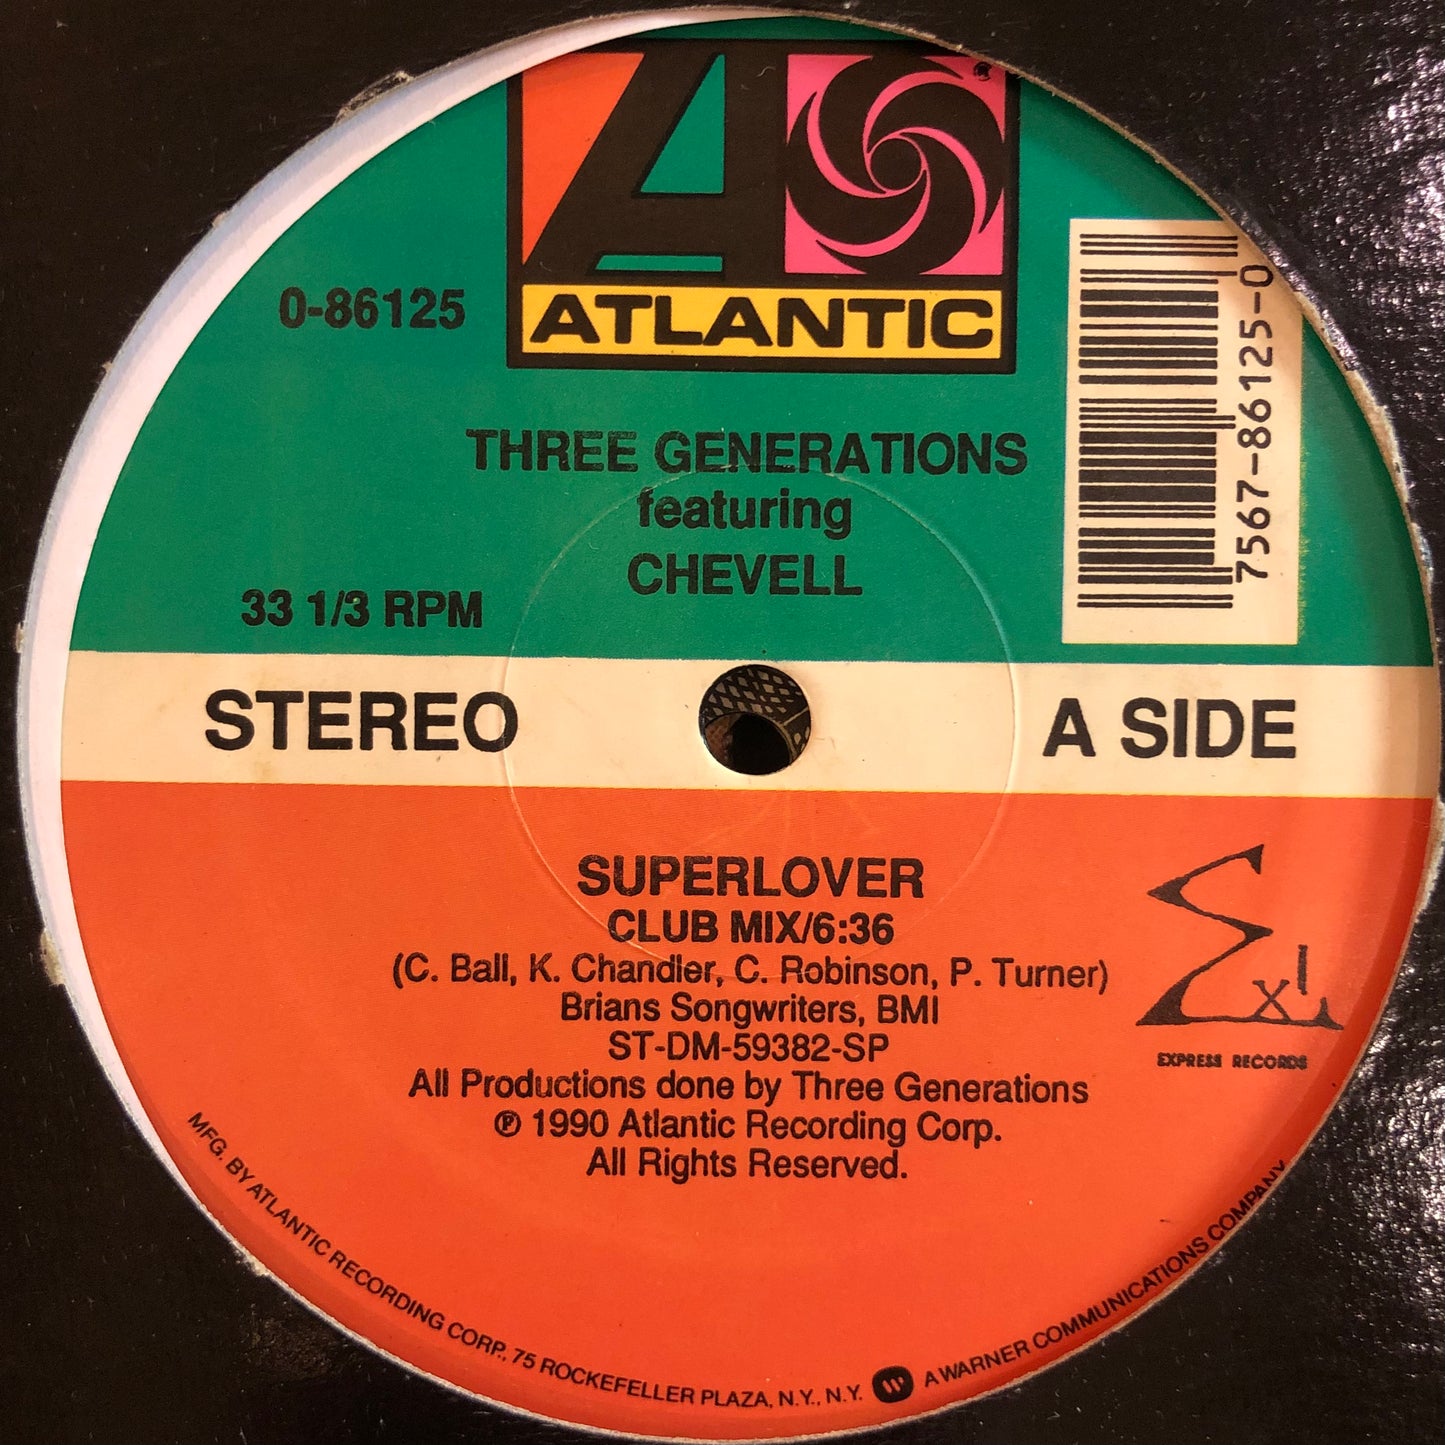 ATLANTIC
®
0-86125
7567-86125-0
THREE GENERATIONS
featuring
CHEVELL
33 1/3 RPM
STEREO
A SIDE
SUPERLOVER
CLUB MIX/6:36
(C. Ball, K. Chandler, C. Robinson, P. Turner)
Brians Songwriters, BMI
ST-DM-59382-SP
All Productions done by Three Generations
℗ 1990 Atlantic Recording Corp.
All Rights Reserved.
EXPRESS RECORDS
MFG. BY ATLANTIC RECORDING CORP., 75 ROCKEFELLER PLAZA, N.Y., N.Y. A WARNER COMMUNICATIONS COMPANY